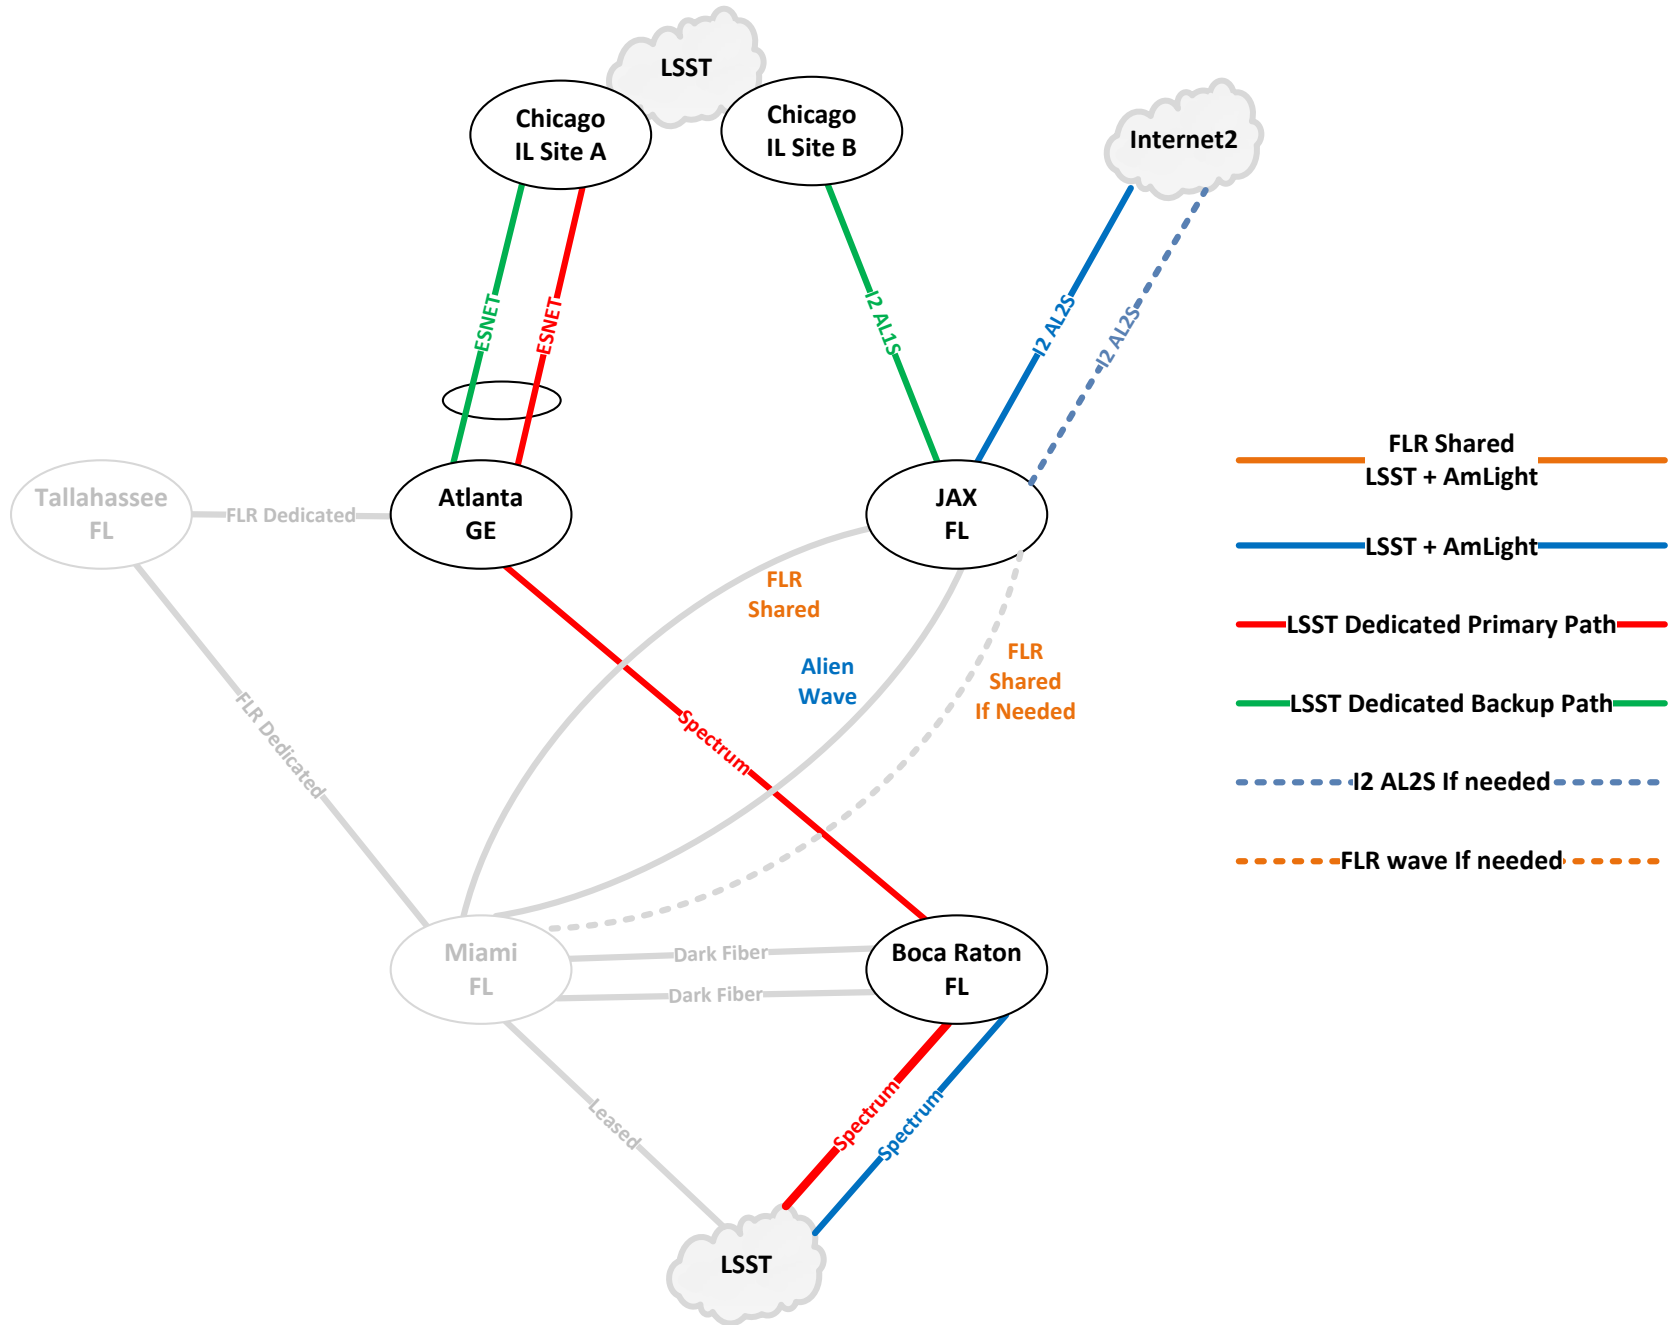 LSST
Chicago
IL Site A
Chicago
IL Site B
Internet2
ESNET
ESNET
I2 AL1S
I2 AL2S
I2 AL2S
Tallahassee
FL
FLR Dedicated
Atlanta
GE
JAX
FL
FLR
Shared
Alien
Wave
FLR
Shared
If Needed
FLR Dedicated
Spectrum
Miami
FL
Dark Fiber
Dark Fiber
Boca Raton
FL
Leased
Spectrum
Spectrum
LSST
FLR Shared
LSST + AmLight
LSST + AmLight
LSST Dedicated Primary Path
LSST Dedicated Backup Path
I2 AL2S If needed
FLR wave If needed